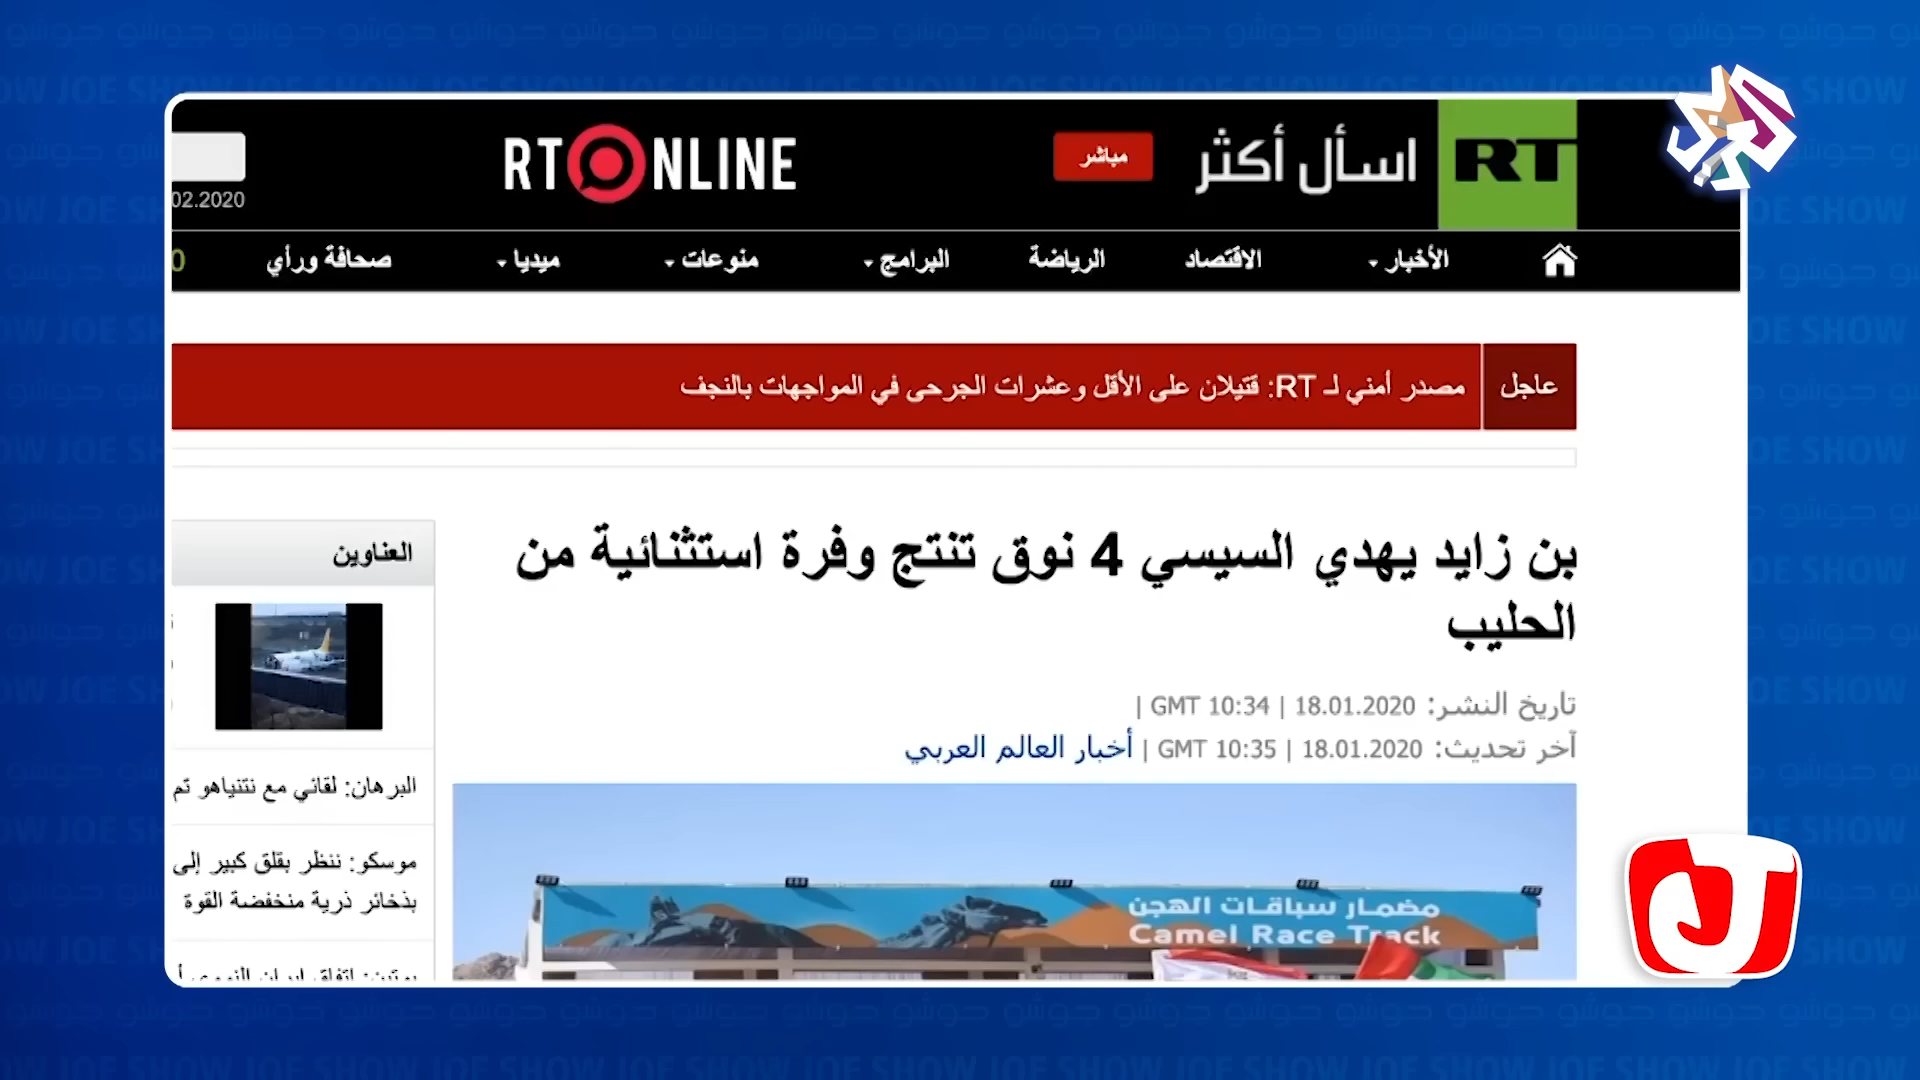 RT
اسأل أكثر
مباشر
RTONLINE
02.2020
الأخبار
الاقتصاد
الرياضة
البرامج
منوعات
ميديا
صحافة ورأي
عاجل
مصدر أمني لـ RT: قتيلان على الأقل وعشرات الجرحى في المواجهات بالنجف
بن زايد يهدي السيسي 4 نوق تنتج وفرة استثنائية من
الحليب
تاريخ النشر: 18.01.2020 | 10:34 GMT |
آخر تحديث: 18.01.2020 | 10:35 GMT | أخبار العالم العربي
مضمار سباقات الهجن
Camel Race Track
العناوين
البرهان: لقائي مع نتنياهو تم
موسكو: ننظر بقلق كبير إلى
بذخائر ذرية منخفضة القوة
JOE SHOW
جوشو